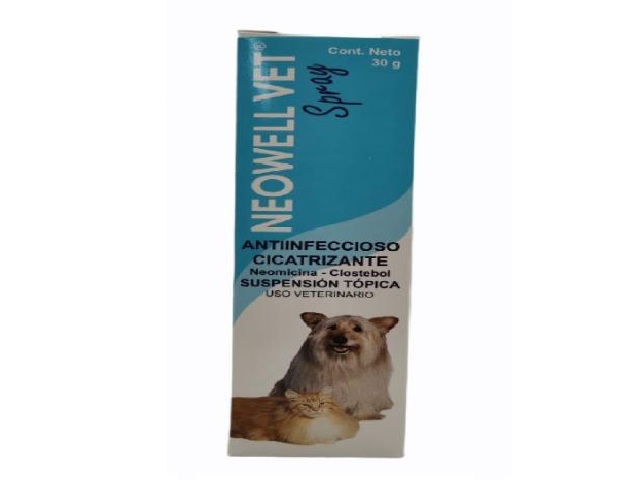 NEOWELL VET®
Spray
Cont. Neto
30 g
ANTIINFECCIOSO
CICATRIZANTE
Neomicina - Clostebol
SUSPENSIÓN TÓPICA
USO VETERINARIO